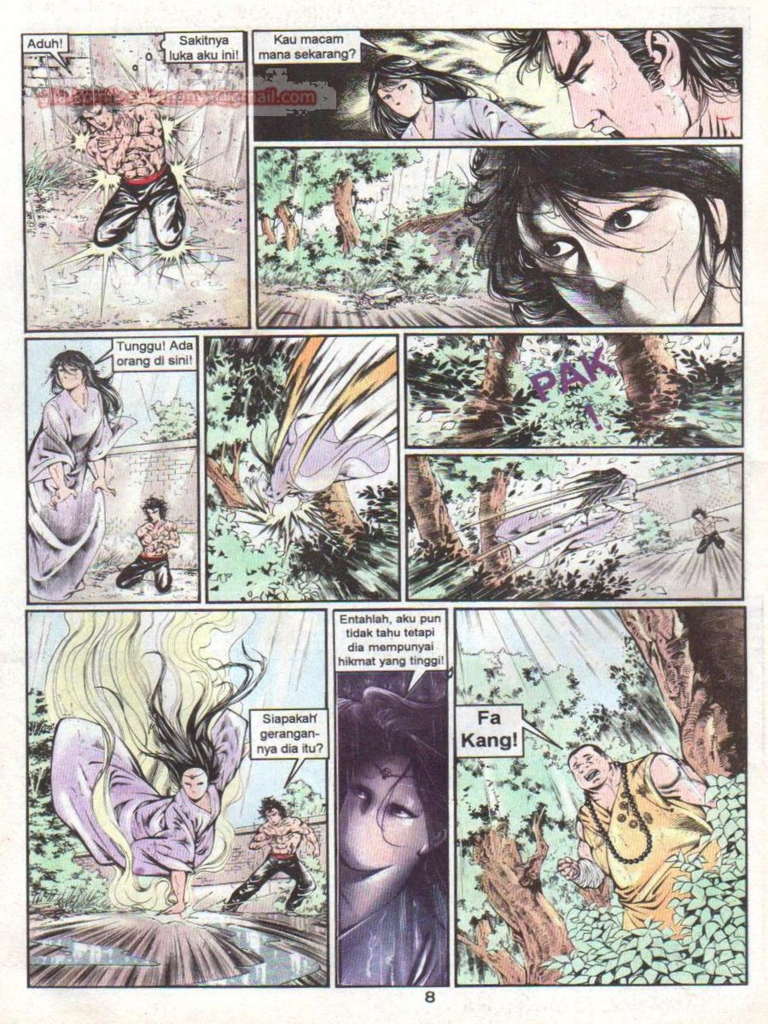 Aduh!
Sakitnya
luka aku ini!
Kau macam
mana sekarang?
Tunggu! Ada
orang di sini!
PAK
!
Siapakah
gerangan-
nya dia itu?
Entahlah, aku pun
tidak tahu tetapi
dia mempunyai
hikmat yang tinggi!
Fa
Kang!
8